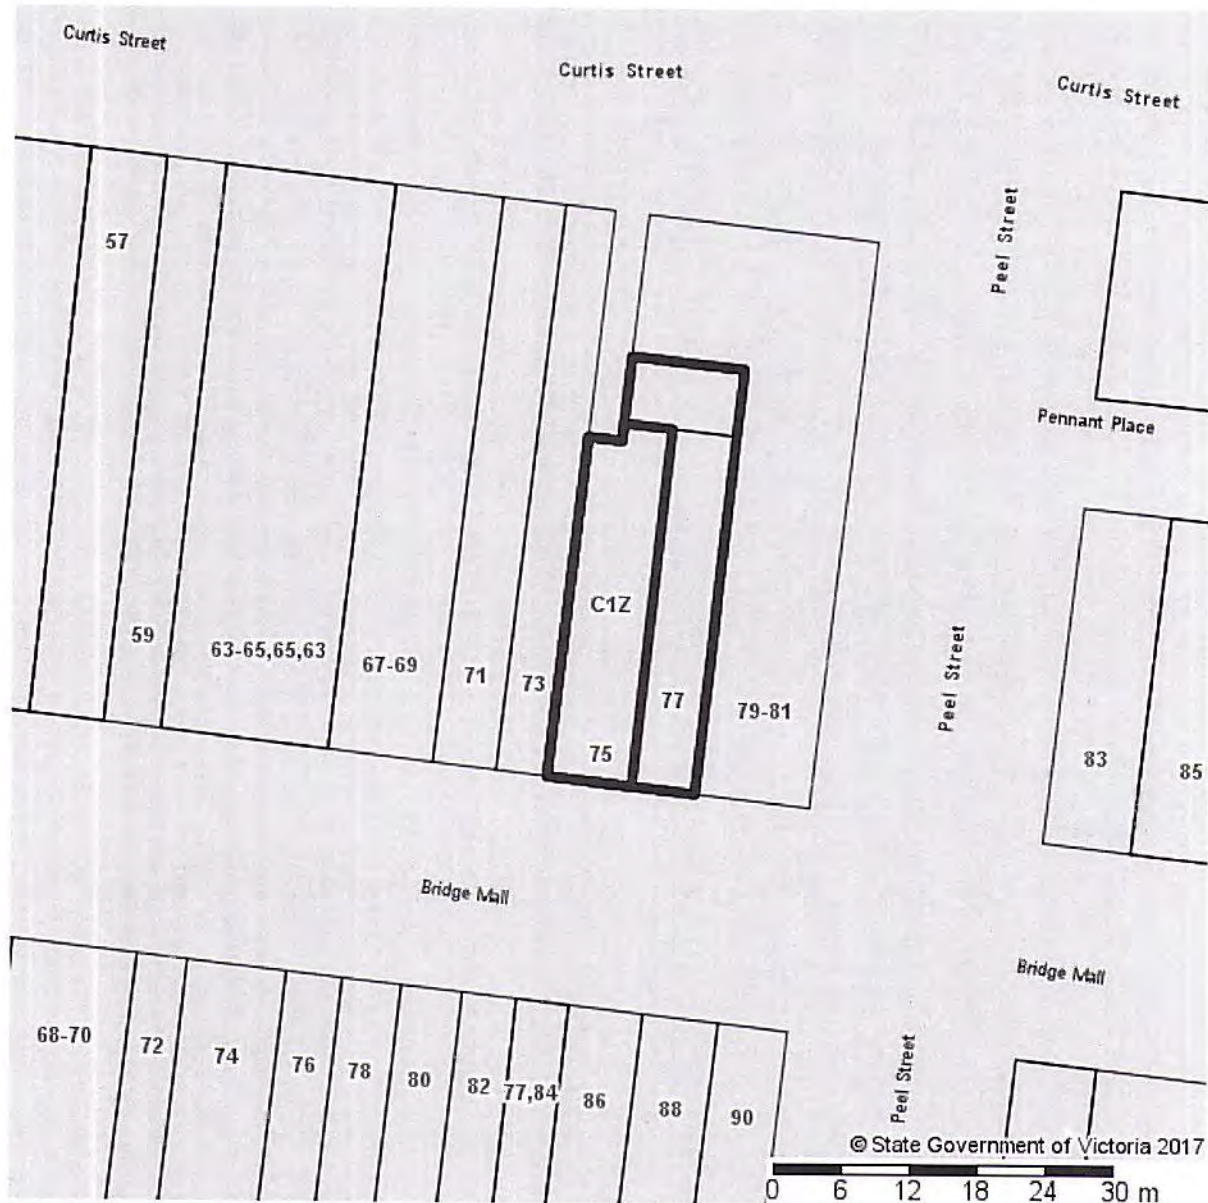 Curtis Street
Curtis Street
Curtis Street
Peel Street
57
Pennant Place
C1Z
59
63-65,65,63
67-69
71
73
77
79-81
Peel Street
75
83
85
Bridge Mall
Bridge Mall
68-70
72
74
76
78
80
82
77,84
86
88
90
Peel Street
© State Government of Victoria 2017
0 6 12 18 24 30 m